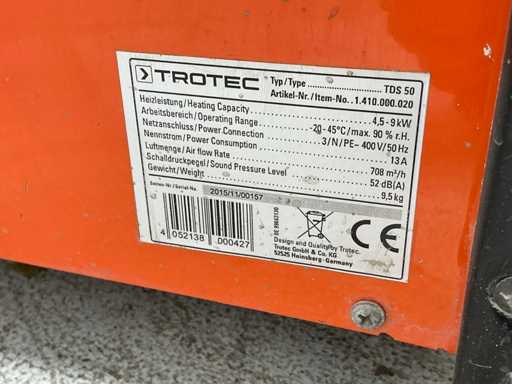 TROTEC
Typ/Type TDS 50
Artikel-Nr./Item-No. 1.410.000.020
Heizleistung/Heating Capacity 4,5 - 9 kW
Arbeitsbereich/Operating Range -20 - 45°C/max. 90 % r.H.
Netzanschluss/Power Connection 3/N/PE~ 400 V/50 Hz
Nennstrom/Power Consumption 13 A
Luftmenge/Air flow Rate 708 m³/h
Schalldruckpegel/Sound Pressure Level 52 dB(A)
Gewicht/Weight 9,5 kg
Serien-Nr/Serial No. 2015/11/00157
4 052138 000427
Design and Quality by Trotec.
Trotec GmbH & Co. KG
52525 Heinsberg · Germany
CE